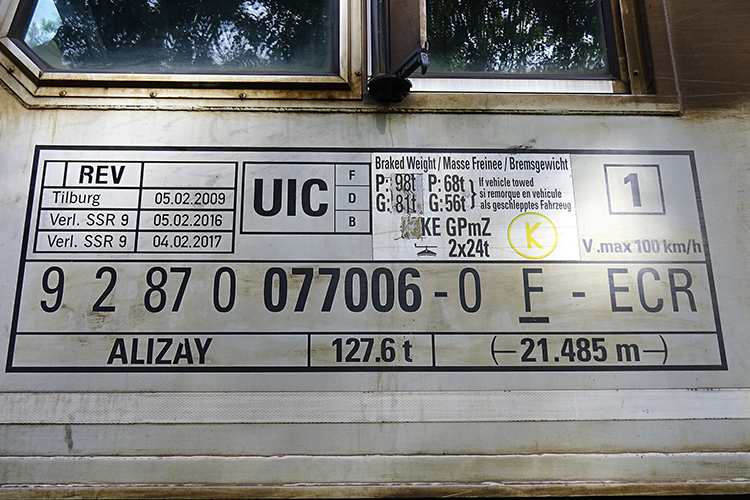 REV
Tilburg 05.02.2009
Verl. SSR 9 05.02.2016
Verl. SSR 9 04.02.2017
UIC
F
D
B
Braked Weight / Masse Freinee / Bremsgewicht
P: 98t P: 68t
G: 81t G: 56t
If vehicle towed
si remorque en vehicule
als geschlepptes Fahrzeug
KE GPmZ
2x24t
K
1
V.max 100 km/h
9 2 87 0 077006-0 F - ECR
ALIZAY 127.6 t 21.485 m